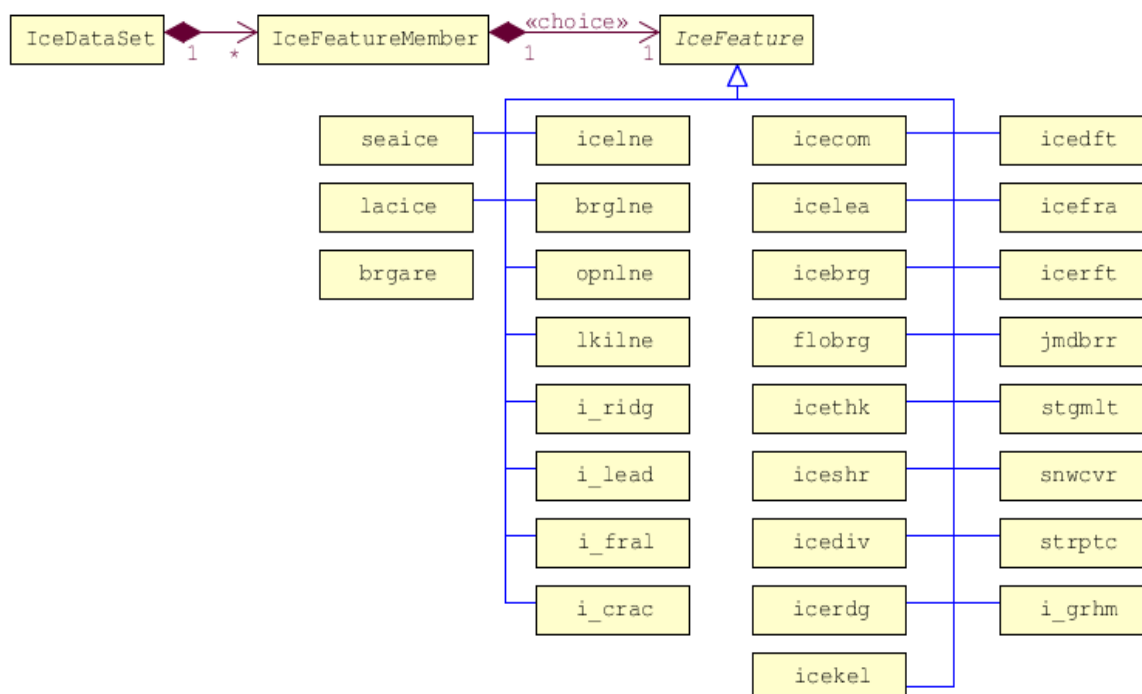 IceDataSet 1 * IceFeatureMember 1 «choice» 1 IceFeature
seaice icelne icecom icedft
lacice brglne icelea icefra
brgare opnlne icebrg icerft
lkilne flobrg jmdbrr
i_ridg icethk stgmlt
i_lead iceshr snwcvr
i_fral icediv strptc
i_crac icerdg i_grhm
icekel